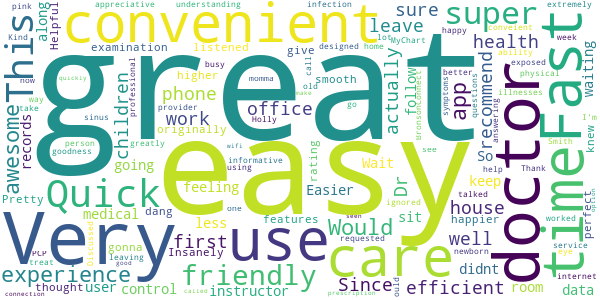 pink
appreciative
understanding
infection
extremely
Kind
busy
MyChart
happy
week
This
along
Helpful
convenient
leave
sure
super
Waiting
examination
listened
give
designed
home
lot
health
great
awesome
records
now
way
take
children
phone
higher
smooth
office
work
originally
actually
follow
app
recommend
questions
symptoms
better
doctor
time
Fast
exposed
physical
illnesses
I'm
knew
sinus
professional
quickly
provider
momma
call
old
go
Holly
person
goodness
greatly
wifi
using
informative
rating
see
answering
So
help
Thank
Smith
easy
Wait
keep
going
feeling
Easier
Dr
Quick
Pretty
medical
dang
less
one
features
sit
ignored
seen
talked
house
happier
well
newborn
perfect
worked
service
option
Very
use
Would
care
requested
didnt
gonna
first
Insanely
experience
PCP
treat
leaving
good
friendly
Since
efficient
room
internet
data
thought
user
control
instructor
called
prescription
connection